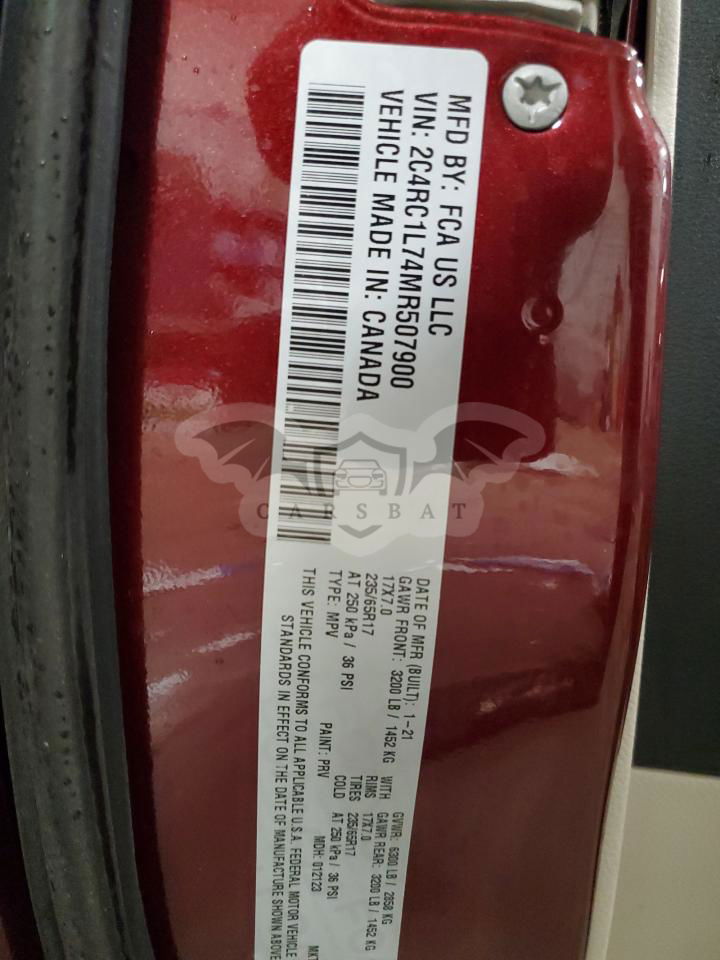 MFD BY: FCA US LLC
VIN: 2C4RC1L74MR507900
VEHICLE MADE IN: CANADA
CARSBAT
DATE OF MFR (BUILT): 1-21 GVWR: 6300 LB / 2858 KG
GAWR FRONT: 3200 LB / 1452 KG WITH GAWR REAR: 3200 LB / 1452 KG
17X7.0 RIMS 17X7.0
235/65R17 TIRES 235/65R17
AT 250 kPa / 36 PSI COLD AT 250 kPa / 36 PSI
TYPE: MPV PAINT: PRV MDH: 012123 MKT
THIS VEHICLE CONFORMS TO ALL APPLICABLE U.S.A. FEDERAL MOTOR VEHICLE
STANDARDS IN EFFECT ON THE DATE OF MANUFACTURE SHOWN ABOVE